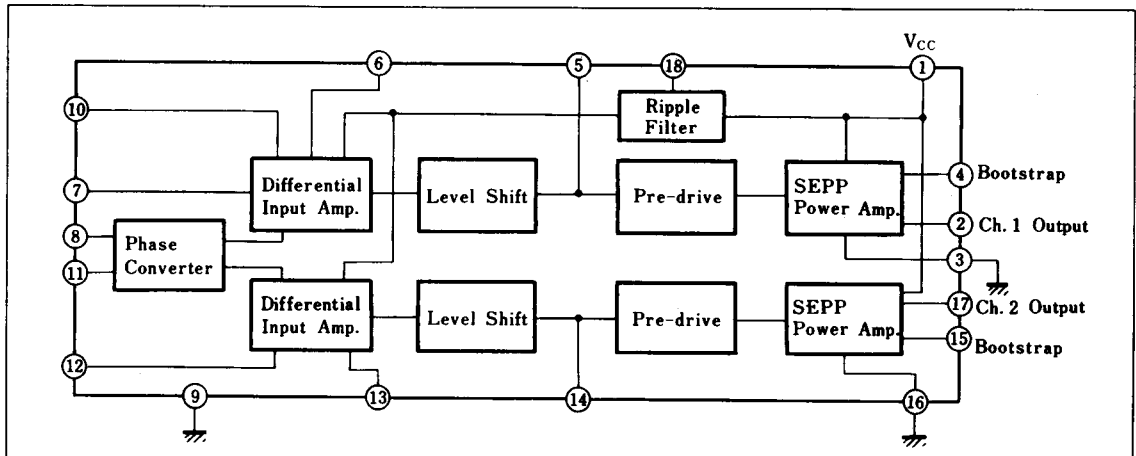 V_CC
6
5
18
1
10
Ripple
Filter
7
Differential
Input Amp.
Level Shift
Pre-drive
SEPP
Power Amp.
4
Bootstrap
2
Ch. 1 Output
8
Phase
Converter
3
11
Differential
Input Amp.
Level Shift
Pre-drive
SEPP
Power Amp.
17
Ch. 2 Output
15
Bootstrap
12
9
13
14
16